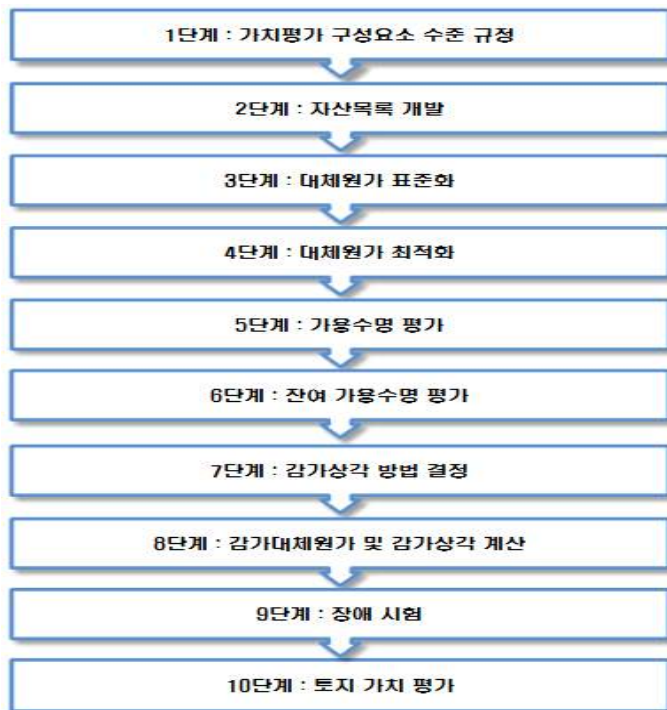 1단계 : 가치평가 구성요소 수준 규정
2단계 : 자산목록 개발
3단계 : 대체원가 표준화
4단계 : 대체원가 최적화
5단계 : 가용수명 평가
6단계 : 잔여 가용수명 평가
7단계 : 감가상각 방법 결정
8단계 : 감가대체원가 및 감가상각 계산
9단계 : 장애 시험
10단계 : 토지 가치 평가